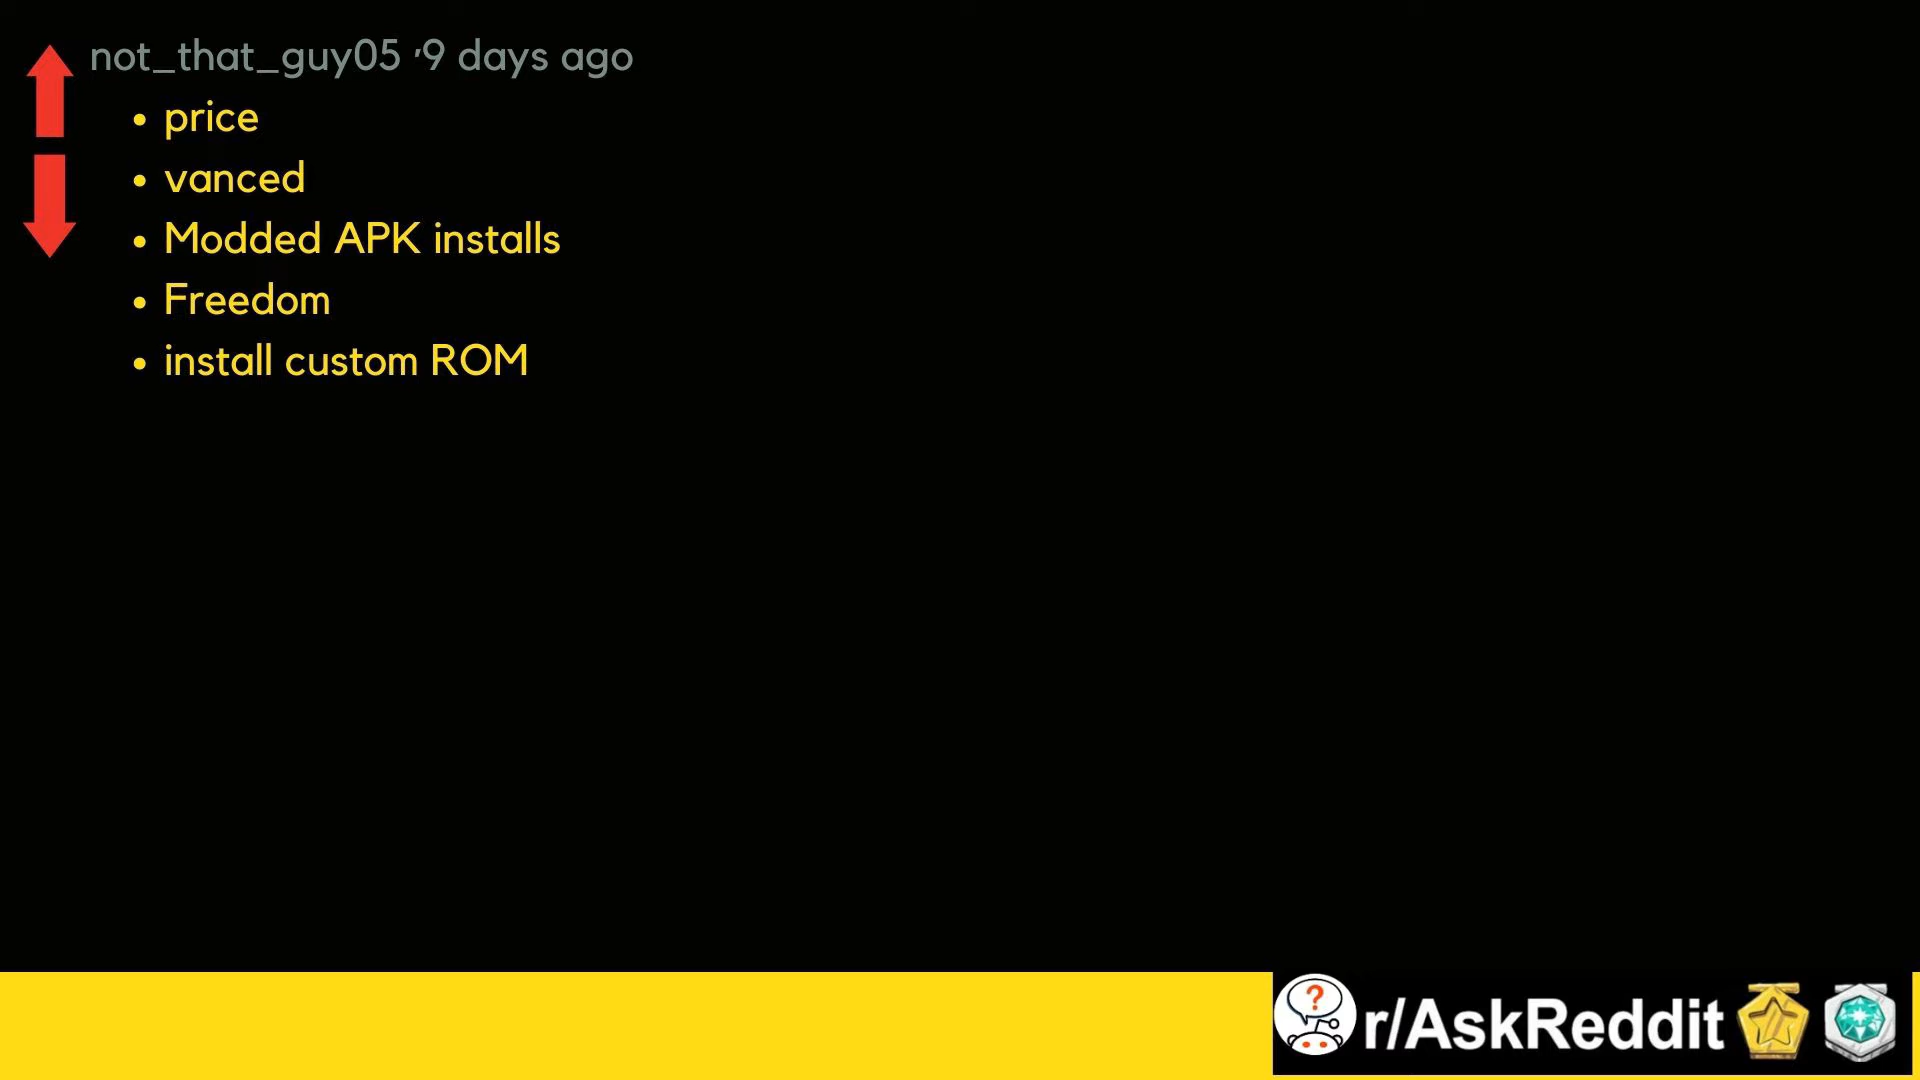 not_that_guy05 ·9 days ago
• price
• vanced
• Modded APK installs
• Freedom
• install custom ROM
?
r/AskReddit